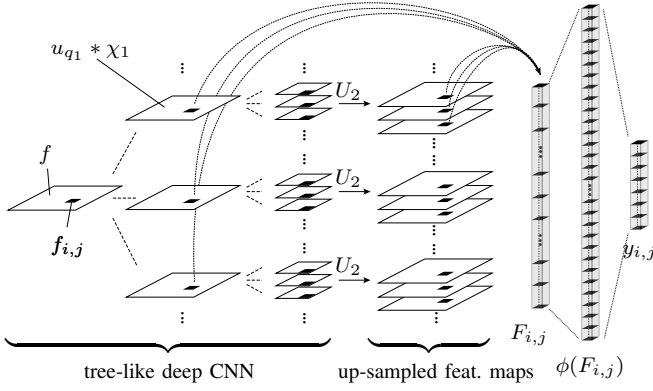 u_{q_1} * χ_1
U_2
f
U_2
f_{i,j}
y_{i,j}
U_2
F_{i,j}
ϕ(F_{i,j})
tree-like deep CNN
up-sampled feat. maps